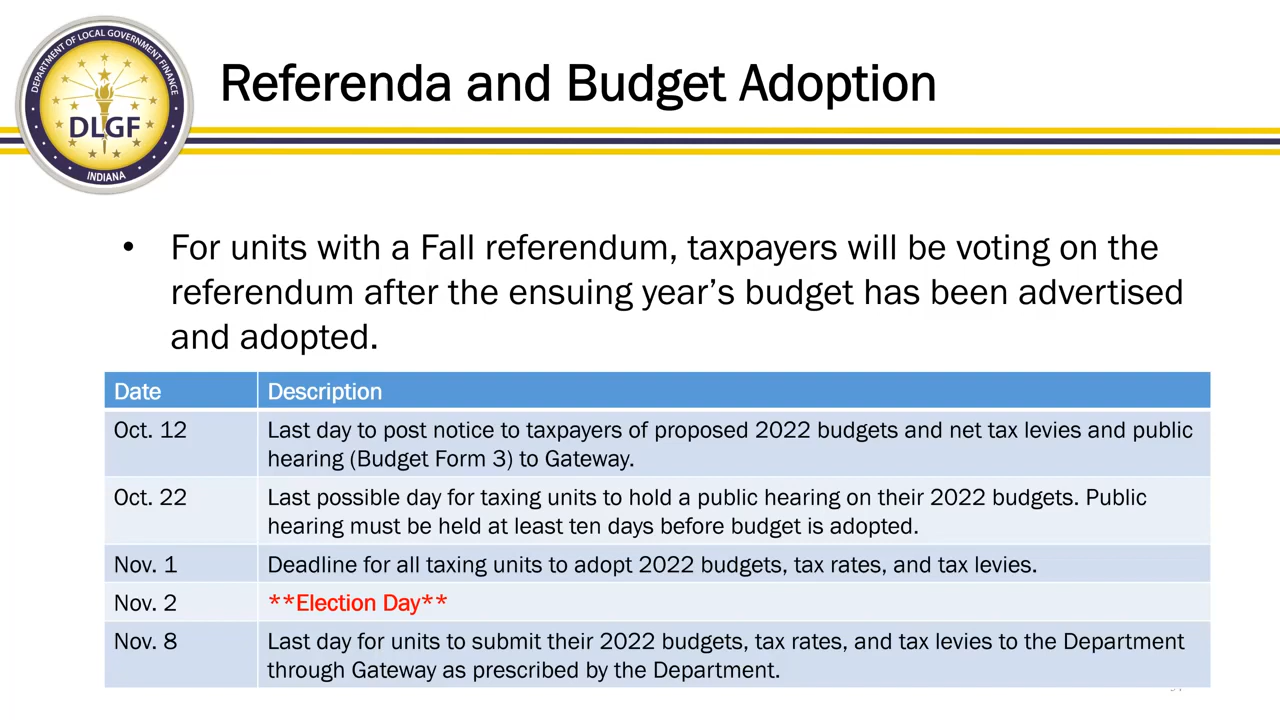 DEPARTMENT OF LOCAL GOVERNMENT FINANCE
DLGF
INDIANA
Referenda and Budget Adoption
• For units with a Fall referendum, taxpayers will be voting on the
referendum after the ensuing year’s budget has been advertised
and adopted.
Date Description
Oct. 12 Last day to post notice to taxpayers of proposed 2022 budgets and net tax levies and public
hearing (Budget Form 3) to Gateway.
Oct. 22 Last possible day for taxing units to hold a public hearing on their 2022 budgets. Public
hearing must be held at least ten days before budget is adopted.
Nov. 1 Deadline for all taxing units to adopt 2022 budgets, tax rates, and tax levies.
Nov. 2 **Election Day**
Nov. 8 Last day for units to submit their 2022 budgets, tax rates, and tax levies to the Department
through Gateway as prescribed by the Department.